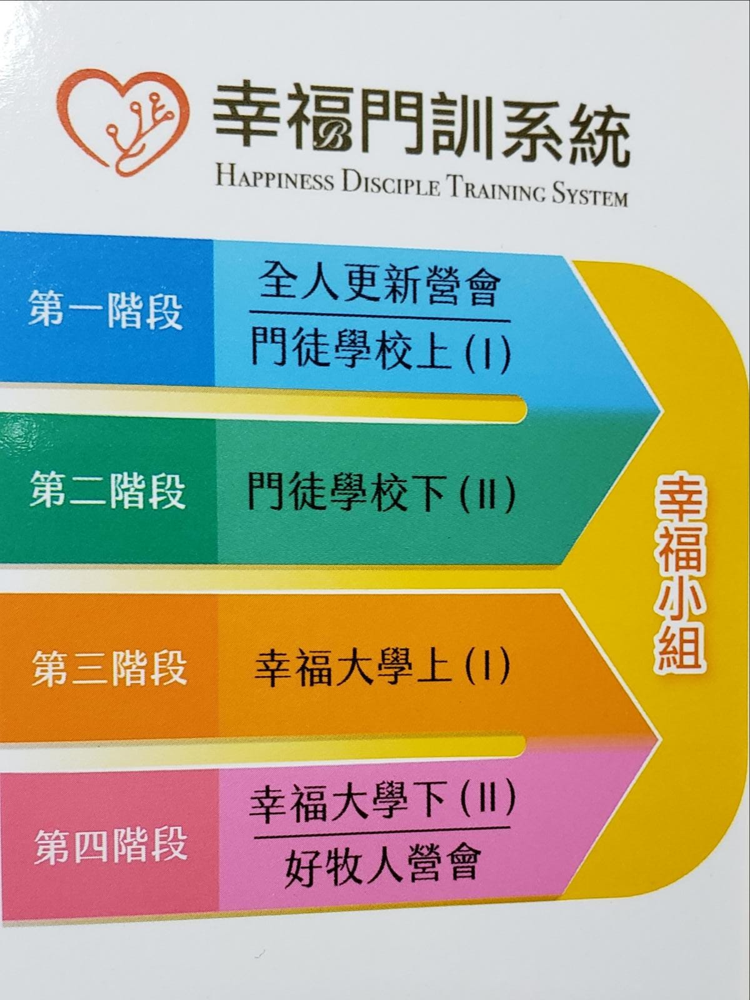 幸福門訓系統
HAPPINESS DISCIPLE TRAINING SYSTEM
第一階段
全人更新營會
門徒學校上(I)
第二階段
門徒學校下(II)
第三階段
幸福大學上(I)
第四階段
幸福大學下(II)
好牧人營會
幸福小組